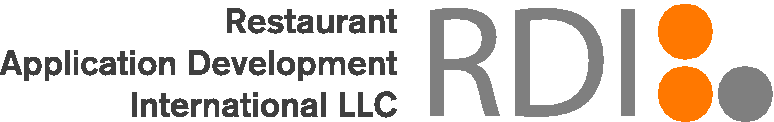 Restaurant
Application Development
International LLC
RDI